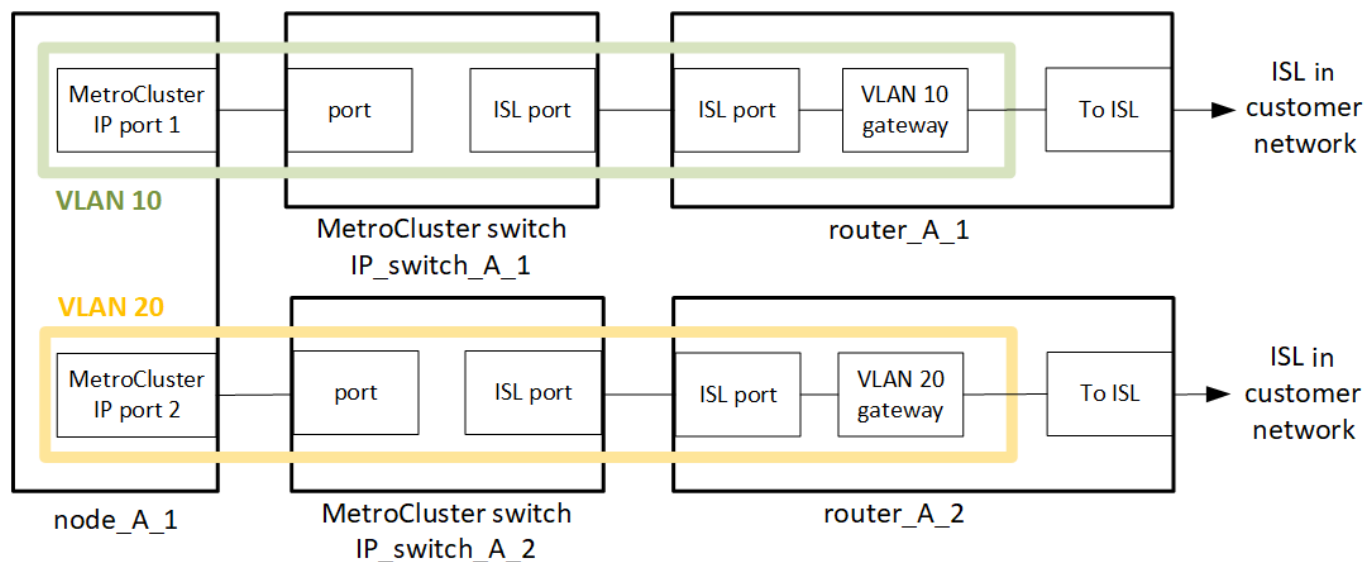 MetroCluster
IP port 1
port
ISL port
ISL port
VLAN 10
gateway
To ISL
ISL in
customer
network
VLAN 10
MetroCluster switch
IP_switch_A_1
router_A_1
VLAN 20
MetroCluster
IP port 2
port
ISL port
ISL port
VLAN 20
gateway
To ISL
ISL in
customer
network
node_A_1
MetroCluster switch
IP_switch_A_2
router_A_2